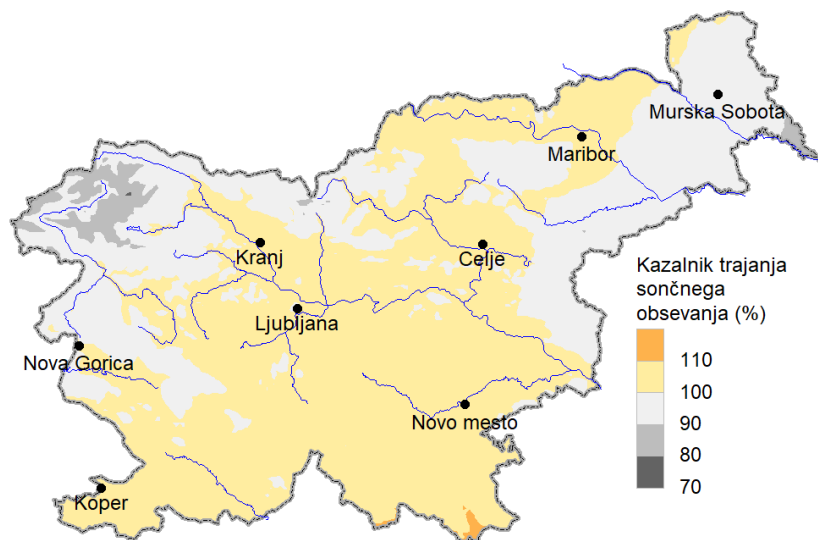 Murska Sobota
Maribor
Kranj
Celje
Ljubljana
Nova Gorica
Novo mesto
Koper
Kazalnik trajanja
sončnega
obsevanja (%)
110
100
90
80
70